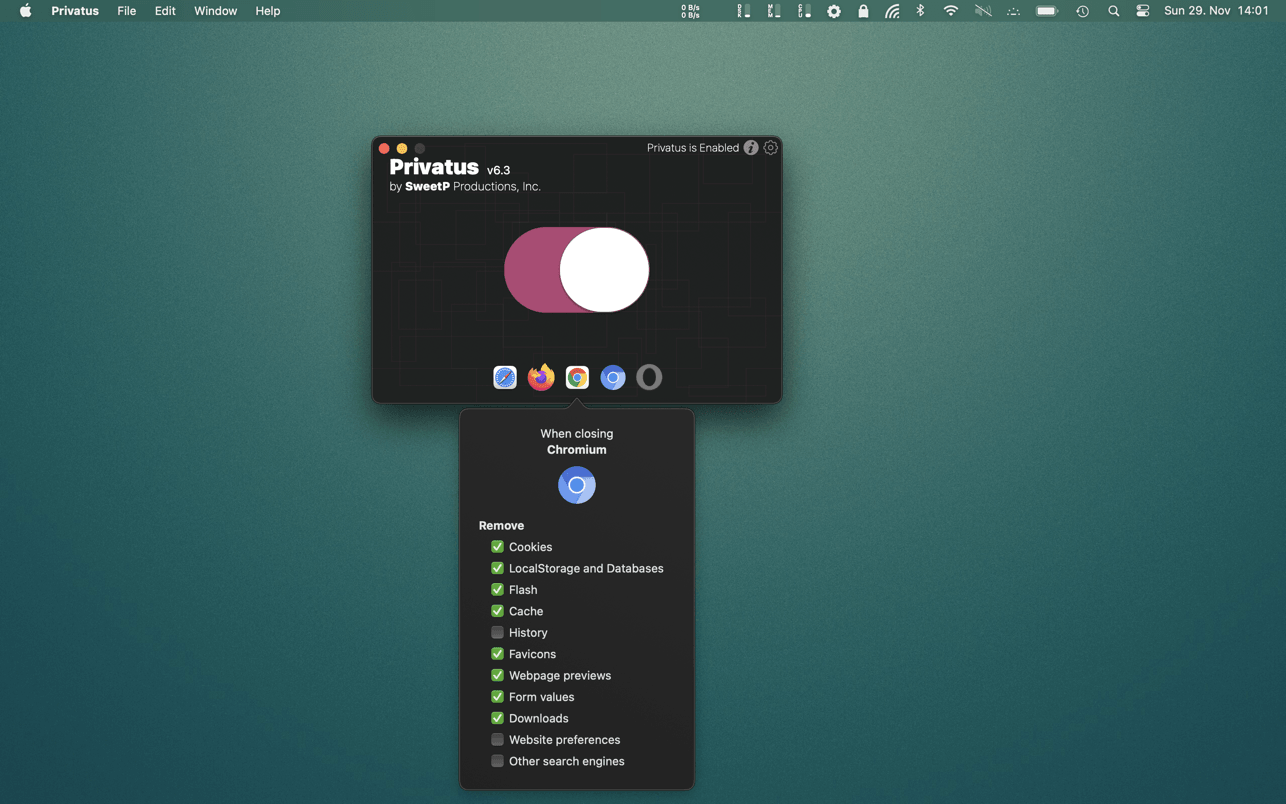 Privatus File Edit Window Help 0 B/s Sun 29. Nov 14:01
0 B/s
Privatus is Enabled
Privatus v6.3
by SweetP Productions, Inc.
When closing
Chromium
Remove
Cookies
LocalStorage and Databases
Flash
Cache
History
Favicons
Webpage previews
Form values
Downloads
Website preferences
Other search engines